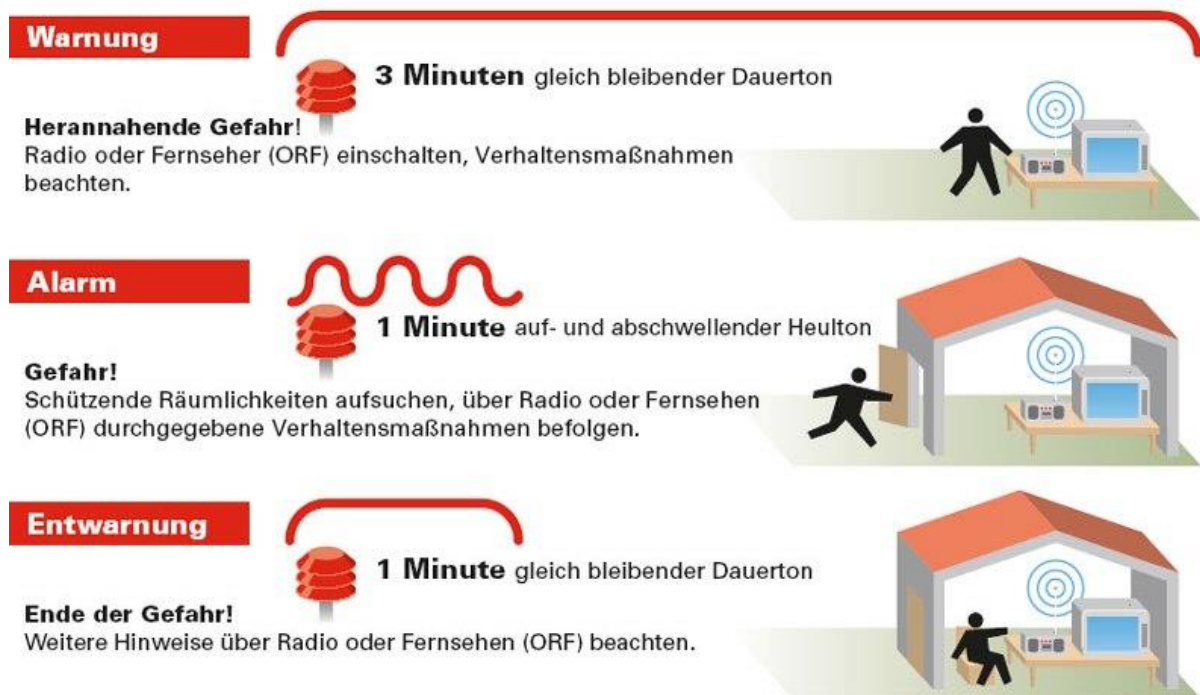 Warnung
3 Minuten gleich bleibender Dauerton
Herannahende Gefahr!
Radio oder Fernseher (ORF) einschalten, Verhaltensmaßnahmen
beachten.
Alarm
1 Minute auf- und abschwellender Heulton
Gefahr!
Schützende Räumlichkeiten aufsuchen, über Radio oder Fernsehen
(ORF) durchgegebene Verhaltensmaßnahmen befolgen.
Entwarnung
1 Minute gleich bleibender Dauerton
Ende der Gefahr!
Weitere Hinweise über Radio oder Fernsehen (ORF) beachten.